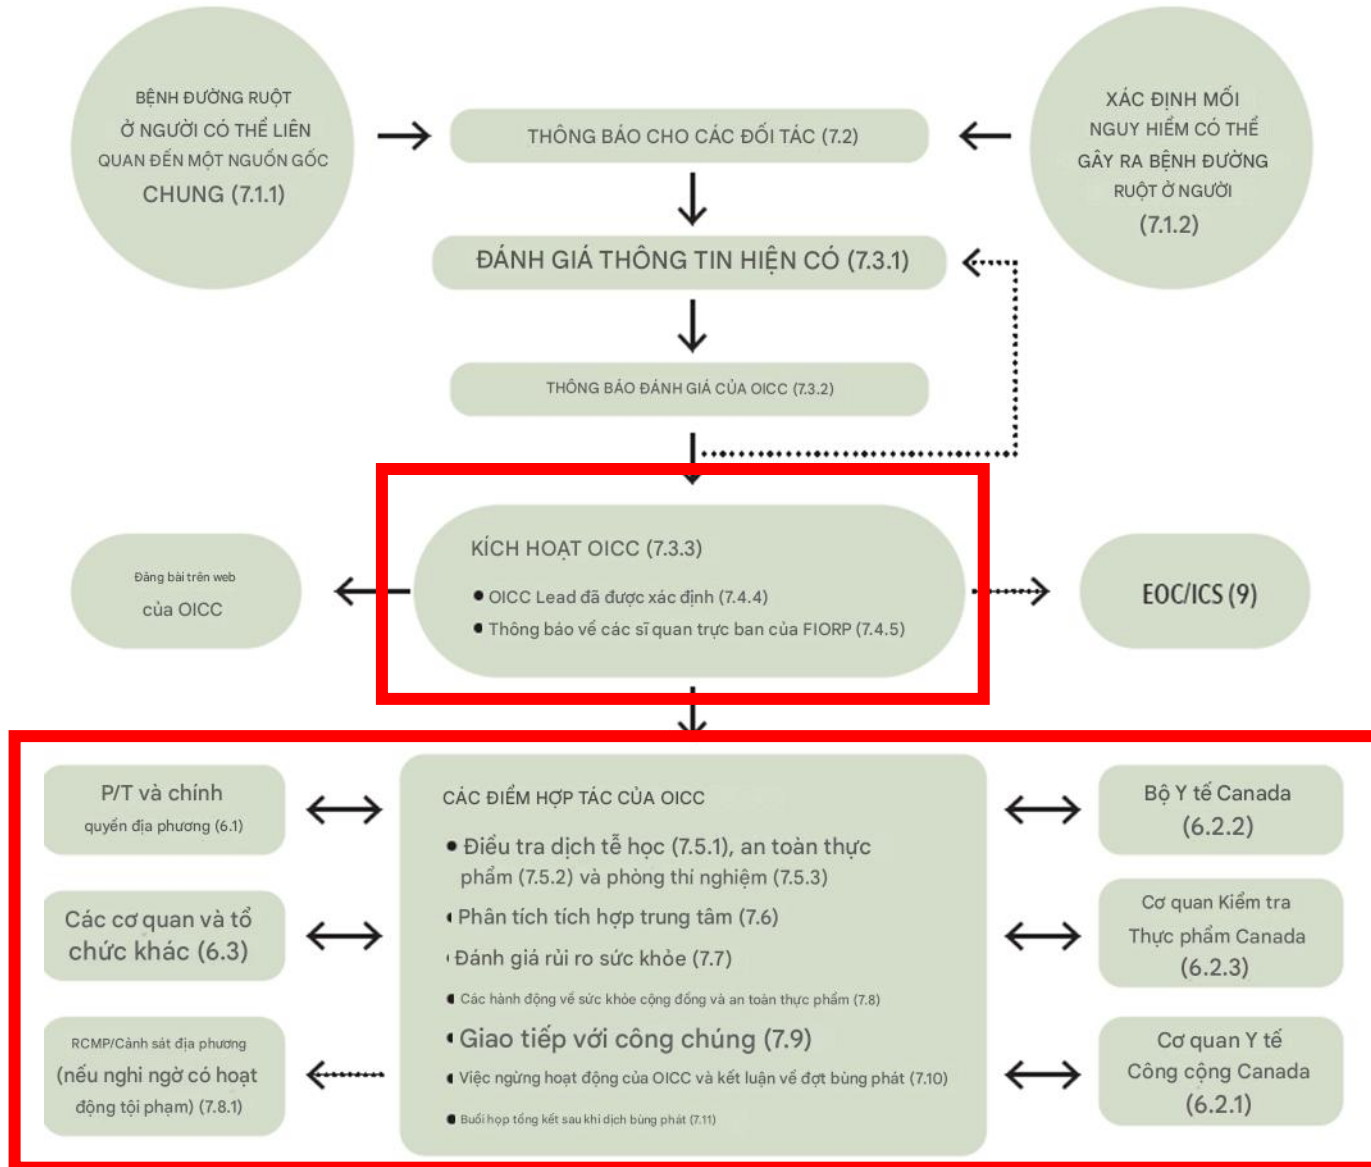 BỆNH ĐƯỜNG RUỘT
Ở NGƯỜI CÓ THỂ LIÊN
QUAN ĐẾN MỘT NGUỒN GỐC
CHUNG (7.1.1)
THÔNG BÁO CHO CÁC ĐỐI TÁC (7.2)
XÁC ĐỊNH MỐI
NGUY HIỂM CÓ THỂ
GÂY RA BỆNH ĐƯỜNG
RUỘT Ở NGƯỜI
(7.1.2)
ĐÁNH GIÁ THÔNG TIN HIỆN CÓ (7.3.1)
THÔNG BÁO ĐÁNH GIÁ CỦA OICC (7.3.2)
KÍCH HOẠT OICC (7.3.3)
OICC Lead đã được xác định (7.4.4)
Thông báo về các sĩ quan trực ban của FIORP (7.4.5)
Đăng bài trên web
của OICC
EOC/ICS (9)
P/T và chính
quyền địa phương (6.1)
Các cơ quan và tổ
chức khác (6.3)
RCMP/Cảnh sát địa phương
(nếu nghi ngờ có hoạt
động tội phạm) (7.8.1)
CÁC ĐIỂM HỢP TÁC CỦA OICC
Điều tra dịch tễ học (7.5.1), an toàn thực
phẩm (7.5.2) và phòng thí nghiệm (7.5.3)
Phân tích tích hợp trung tâm (7.6)
Đánh giá rủi ro sức khỏe (7.7)
Các hành động về sức khỏe cộng đồng và an toàn thực phẩm (7.8)
Giao tiếp với công chúng (7.9)
Việc ngừng hoạt động của OICC và kết luận về đợt bùng phát (7.10)
Buổi họp tổng kết sau khi dịch bùng phát (7.11)
Bộ Y tế Canada
(6.2.2)
Cơ quan Kiểm tra
Thực phẩm Canada
(6.2.3)
Cơ quan Y tế
Công cộng Canada
(6.2.1)